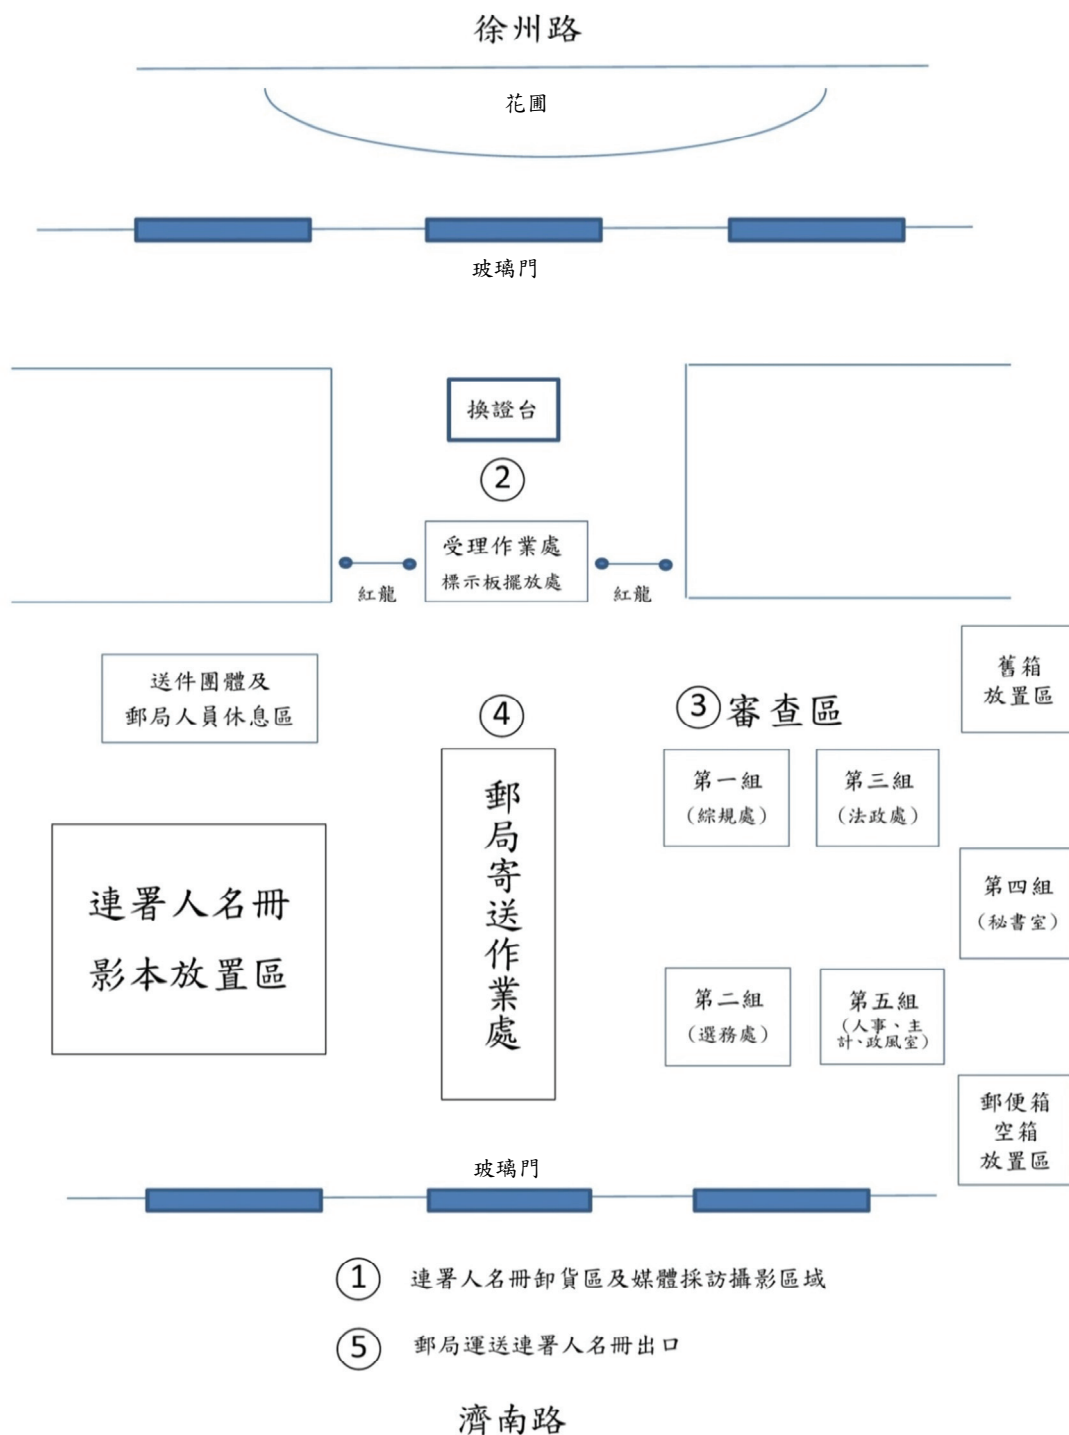 徐州路
花圃
玻璃門
換證台
②
受理作業處
標示板擺放處
紅龍
紅龍
送件團體及
郵局人員休息區
④
③審查區
舊箱
放置區
郵局寄送作業處
第一組
(綜規處)
第三組
(法政處)
連署人名冊
影本放置區
第四組
(秘書室)
第二組
(選務處)
第五組
(人事、主
計、政風室)
郵便箱
空箱
放置區
玻璃門
① 連署人名冊卸貨區及媒體採訪攝影區域
⑤ 郵局運送連署人名冊出口
濟南路